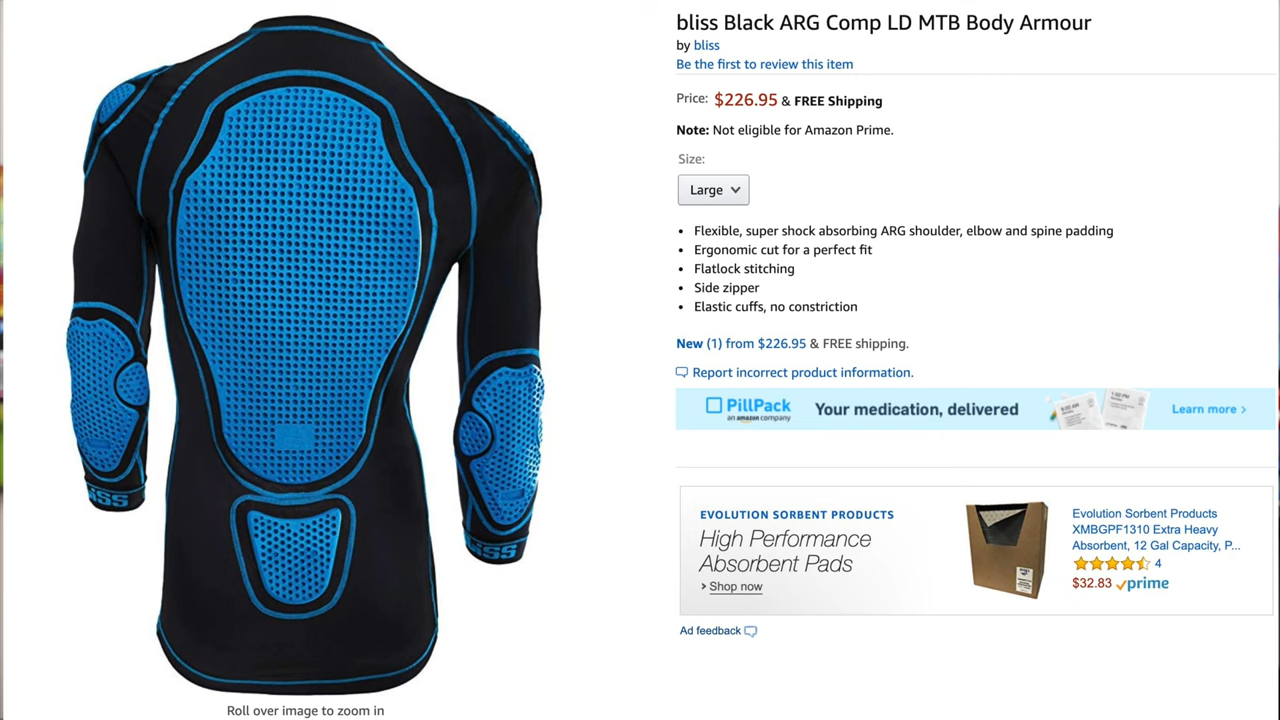 bliss Black ARG Comp LD MTB Body Armour
by bliss
Be the first to review this item
Price: $226.95 & FREE Shipping
Note: Not eligible for Amazon Prime.
Size:
Large
• Flexible, super shock absorbing ARG shoulder, elbow and spine padding
• Ergonomic cut for a perfect fit
• Flatlock stitching
• Side zipper
• Elastic cuffs, no constriction
New (1) from $226.95 & FREE shipping.
Report incorrect product information.
PillPack
an amazon company
Your medication, delivered
Learn more ›
EVOLUTION SORBENT PRODUCTS
High Performance
Absorbent Pads
› Shop now
Evolution Sorbent Products
XMBGPF1310 Extra Heavy
Absorbent, 12 Gal Capacity, P...
4
$32.83 prime
Ad feedback
Roll over image to zoom in